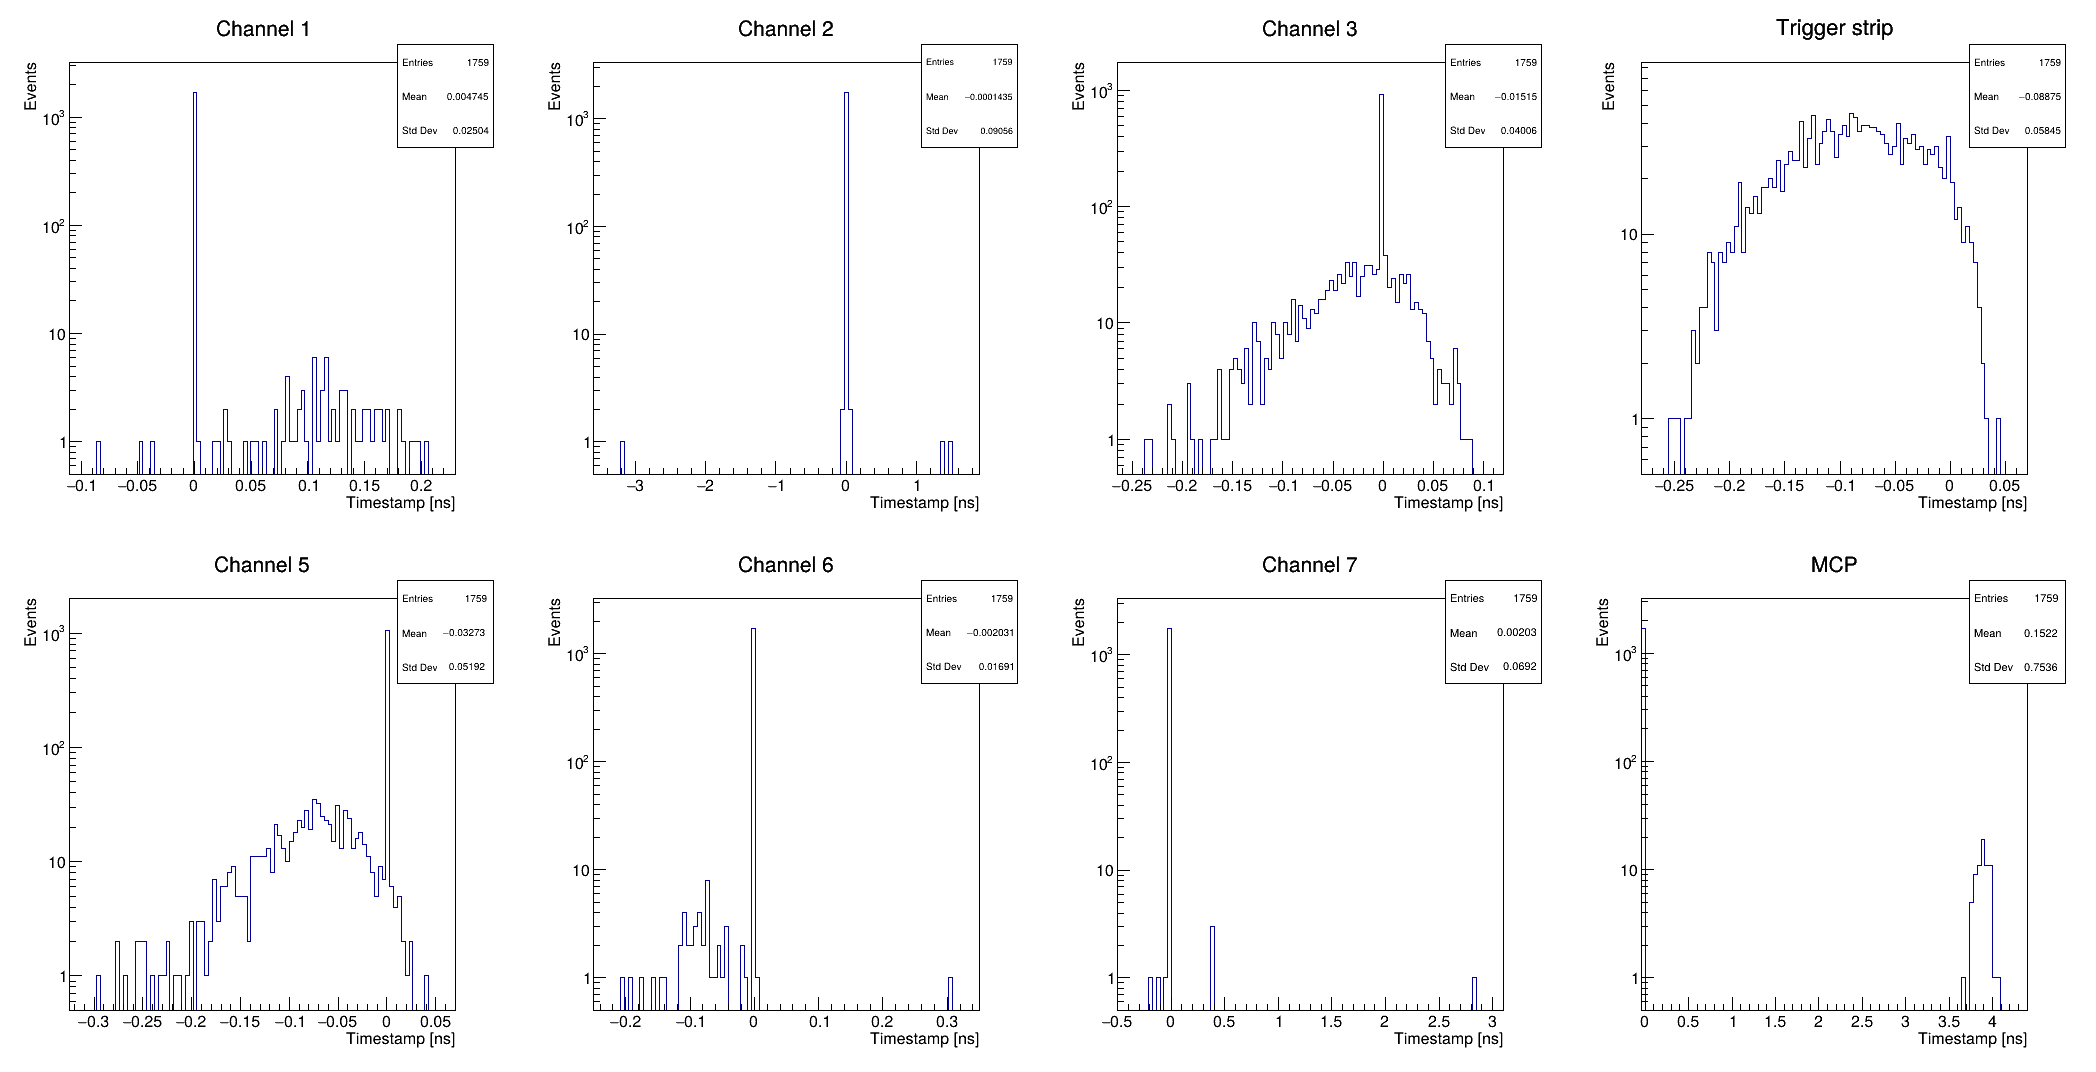 Channel 1
Events
Entries 1759
Mean 0.004745
Std Dev 0.02504
10³
10²
10
1
−0.1 −0.05 0 0.05 0.1 0.15 0.2
Timestamp [ns]
Channel 2
Events
Entries 1759
Mean −0.0001435
Std Dev 0.09056
10³
10²
10
1
−3 −2 −1 0 1
Timestamp [ns]
Channel 3
Events
Entries 1759
Mean −0.01515
Std Dev 0.04006
10³
10²
10
1
−0.25 −0.2 −0.15 −0.1 −0.05 0 0.05 0.1
Timestamp [ns]
Trigger strip
Events
Entries 1759
Mean −0.08875
Std Dev 0.05845
10
1
−0.25 −0.2 −0.15 −0.1 −0.05 0 0.05
Timestamp [ns]
Channel 5
Events
Entries 1759
Mean −0.03273
Std Dev 0.05192
10³
10²
10
1
−0.3 −0.25 −0.2 −0.15 −0.1 −0.05 0 0.05
Timestamp [ns]
Channel 6
Events
Entries 1759
Mean −0.002031
Std Dev 0.01691
10³
10²
10
1
−0.2 −0.1 0 0.1 0.2 0.3
Timestamp [ns]
Channel 7
Events
Entries 1759
Mean 0.00203
Std Dev 0.0692
10³
10²
10
1
−0.5 0 0.5 1 1.5 2 2.5 3
Timestamp [ns]
MCP
Events
Entries 1759
Mean 0.1522
Std Dev 0.7536
10³
10²
10
1
0 0.5 1 1.5 2 2.5 3 3.5 4
Timestamp [ns]